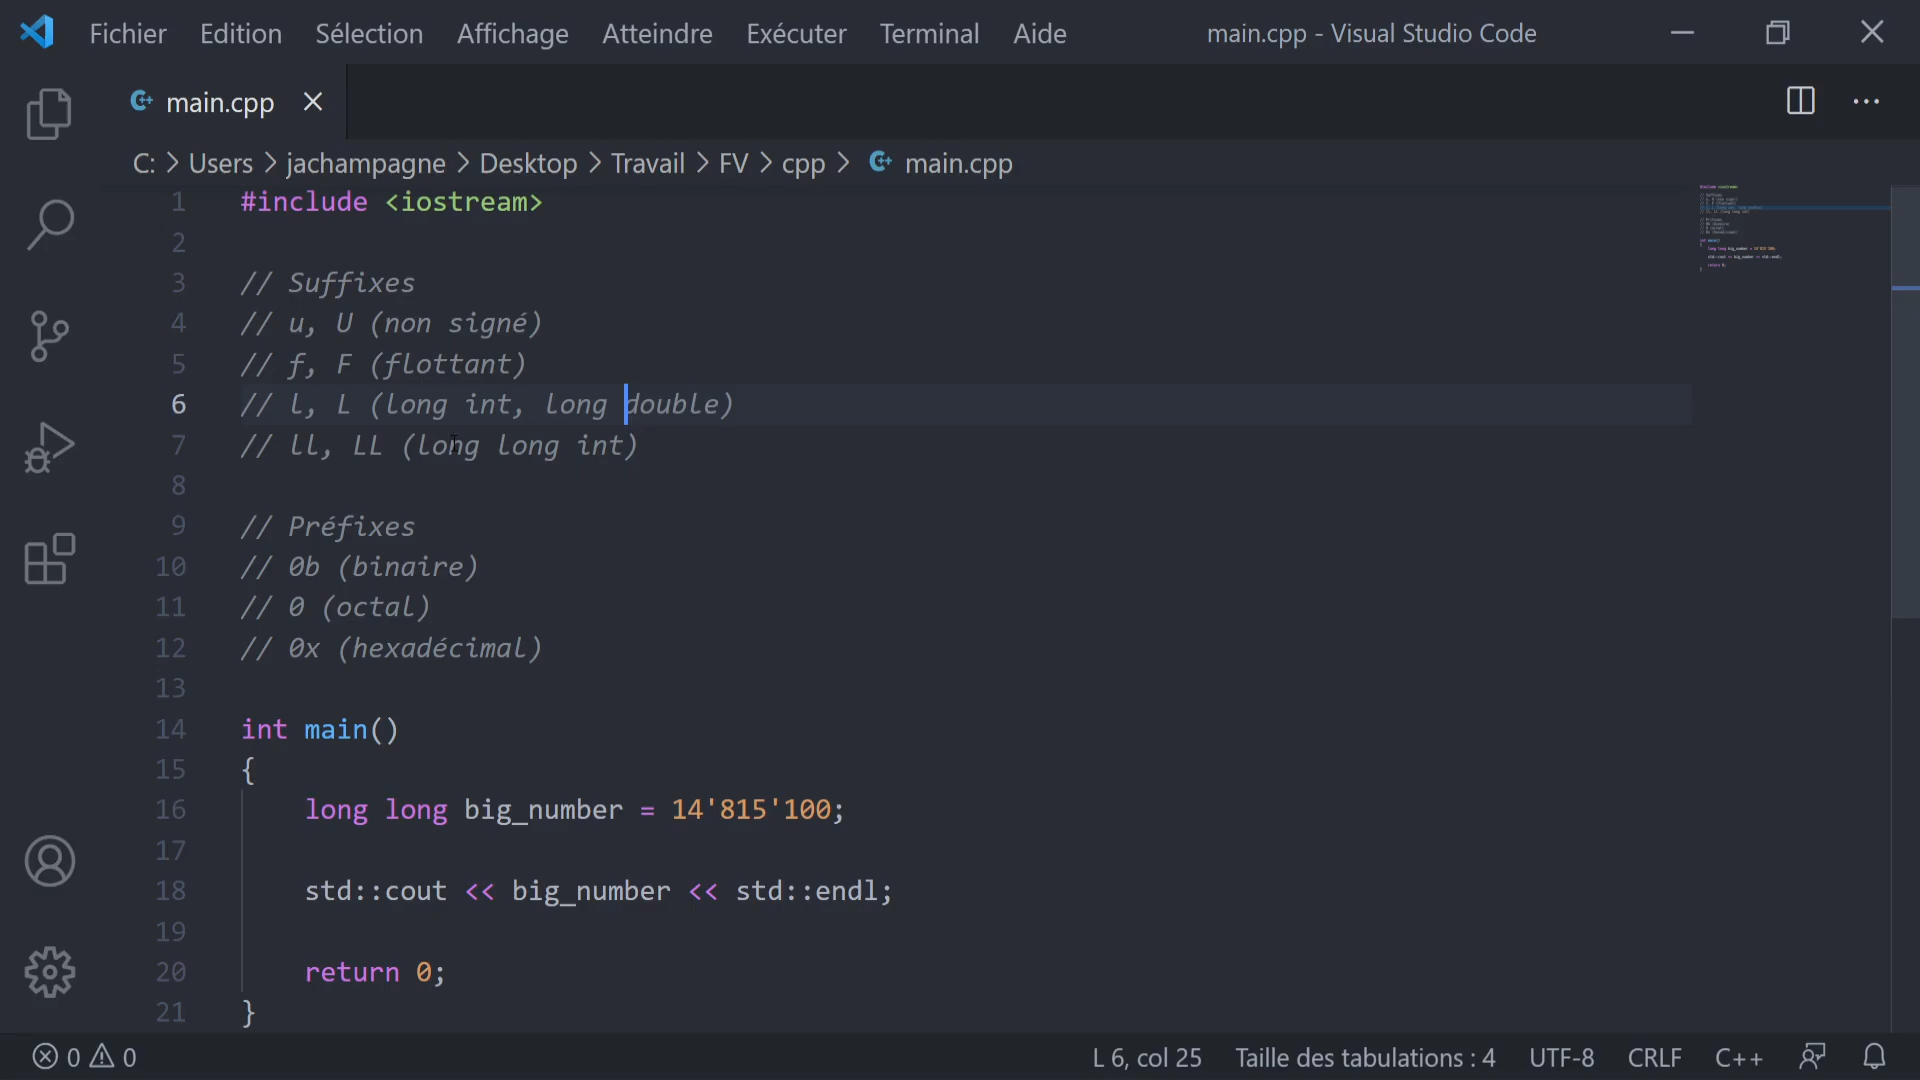 Fichier Edition Sélection Affichage Atteindre Exécuter Terminal Aide main.cpp - Visual Studio Code
main.cpp
C: > Users > jachampagne > Desktop > Travail > FV > cpp > main.cpp
1 #include <iostream>
2
3 // Suffixes
4 // u, U (non signé)
5 // f, F (flottant)
6 // l, L (long int, long double)
7 // ll, LL (long long int)
8
9 // Préfixes
10 // 0b (binaire)
11 // 0 (octal)
12 // 0x (hexadécimal)
13
14 int main()
15 {
16 long long big_number = 14'815'100;
17
18 std::cout << big_number << std::endl;
19
20 return 0;
21 }
0 0 L 6, col 25 Taille des tabulations : 4 UTF-8 CRLF C++